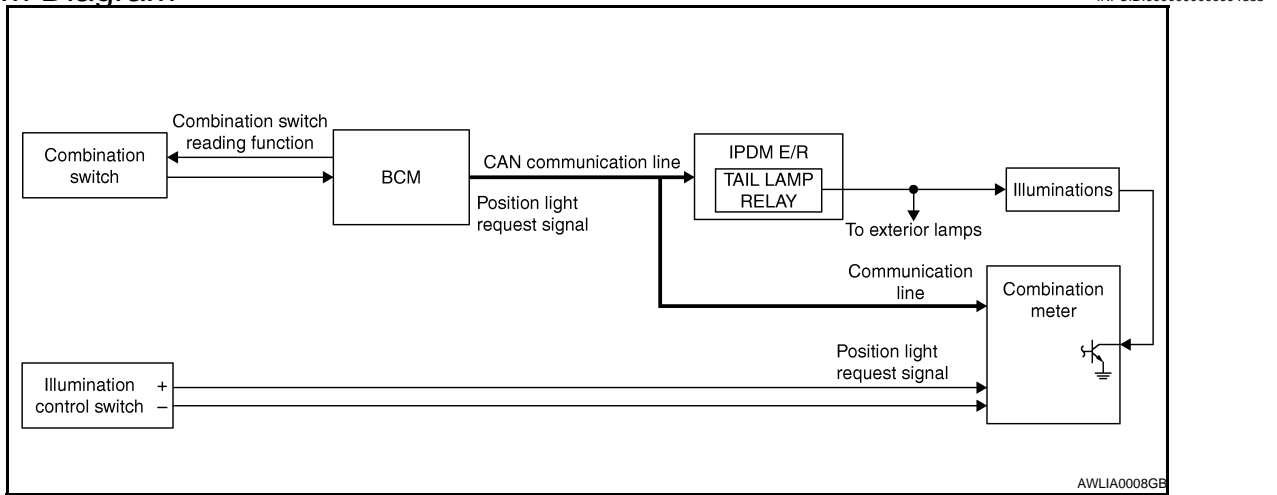 Combination switch
reading function
Combination
switch
BCM
CAN communication line
Position light
request signal
IPDM E/R
TAIL LAMP
RELAY
Illuminations
To exterior lamps
Communication
line
Combination
meter
Position light
request signal
Illumination +
control switch –
AWLIA0008GB